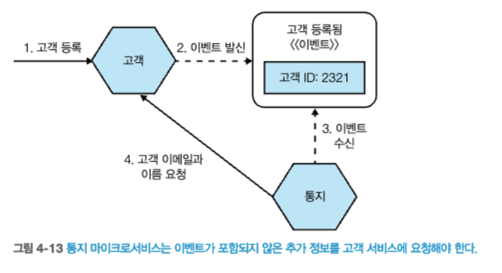 1. 고객 등록
고객
2. 이벤트 발신
고객 등록됨
《이벤트》
고객 ID: 2321
3. 이벤트
수신
4. 고객 이메일과
이름 요청
통지
그림 4-13 통지 마이크로서비스는 이벤트가 포함되지 않은 추가 정보를 고객 서비스에 요청해야 한다.